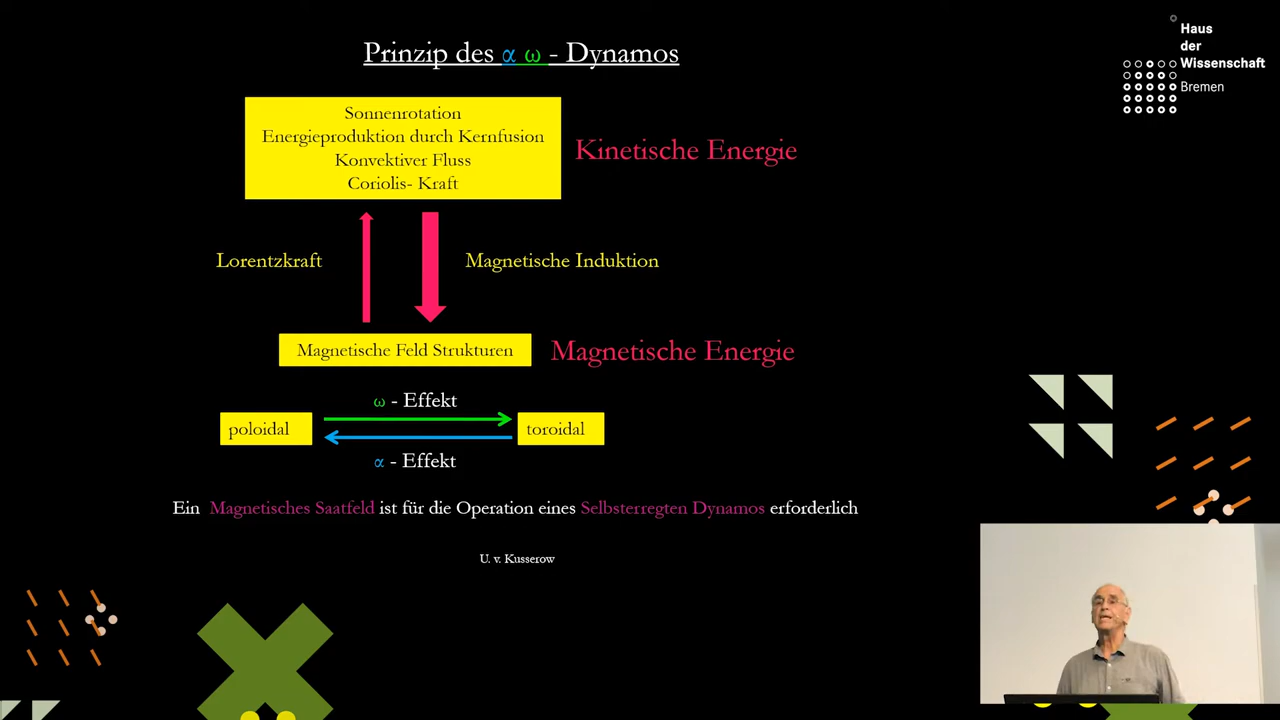 Prinzip des α ω - Dynamos
Haus
der
Wissenschaft
Bremen
Sonnenrotation
Energieproduktion durch Kernfusion
Konvektiver Fluss
Coriolis- Kraft
Kinetische Energie
Lorentzkraft
Magnetische Induktion
Magnetische Feld Strukturen
Magnetische Energie
ω - Effekt
poloidal
toroidal
α - Effekt
Ein Magnetisches Saatfeld ist für die Operation eines Selbsterregten Dynamos erforderlich
U. v. Kusserow